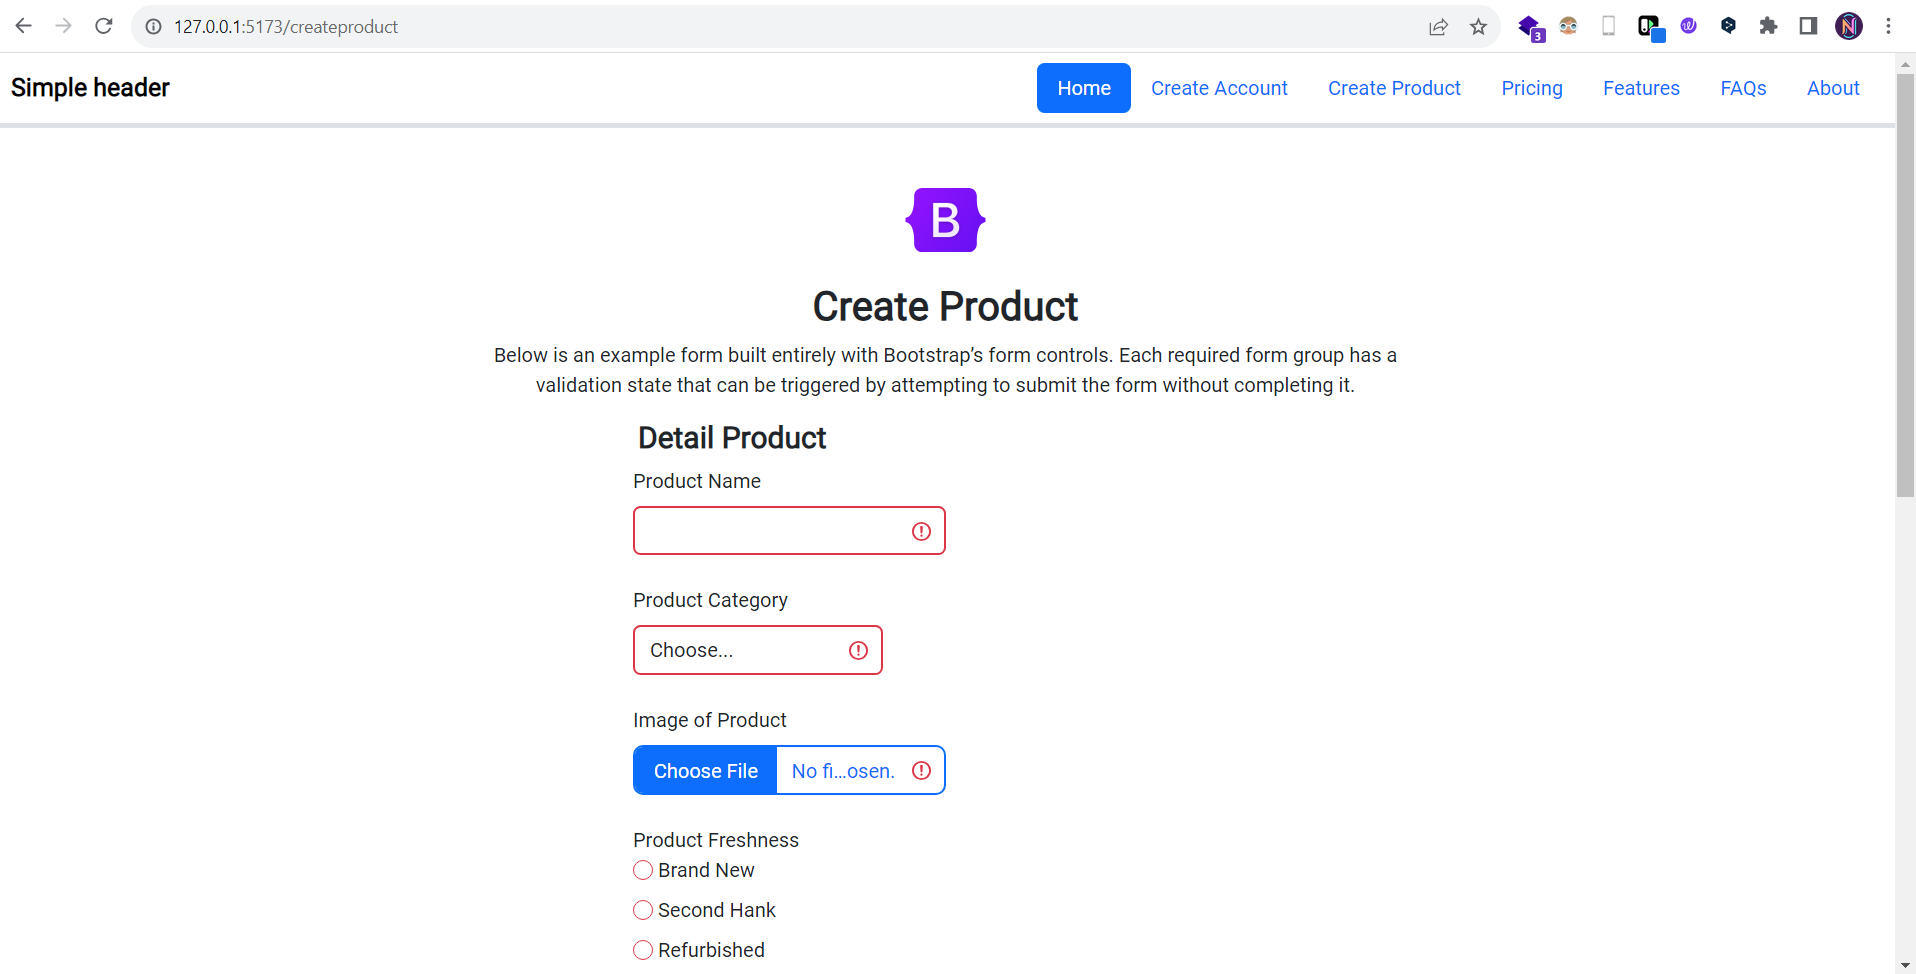 127.0.0.1:5173/createproduct
3
Simple header
Home Create Account Create Product Pricing Features FAQs About
B
Create Product
Below is an example form built entirely with Bootstrap’s form controls. Each required form group has a
validation state that can be triggered by attempting to submit the form without completing it.
Detail Product
Product Name
Product Category
Choose...
Image of Product
Choose File No fi...osen.
Product Freshness
Brand New
Second Hank
Refurbished